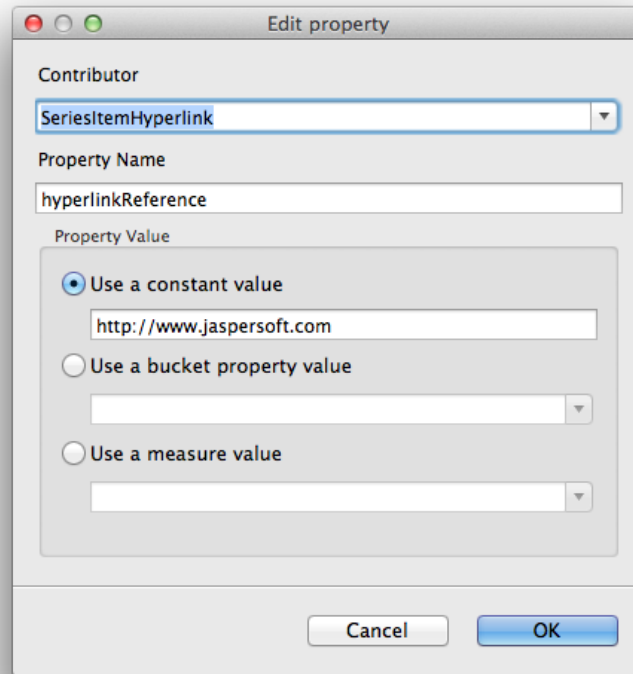 Edit property
Contributor
SeriesItemHyperlink
Property Name
hyperlinkReference
Property Value
Use a constant value
http://www.jaspersoft.com
Use a bucket property value
Use a measure value
Cancel OK